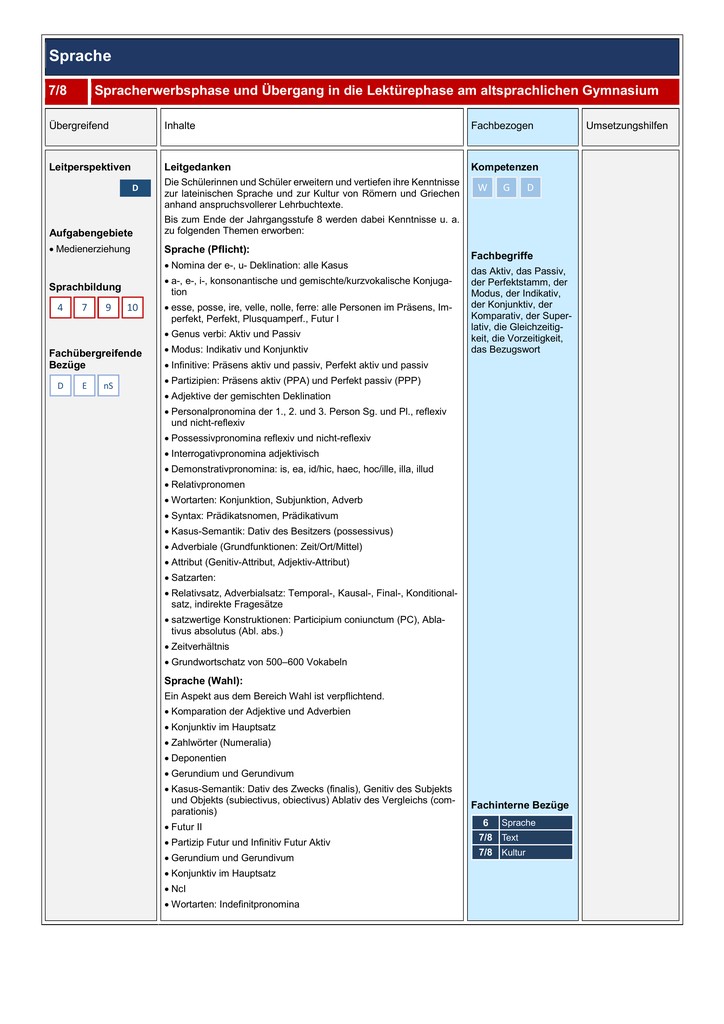 Sprache
7/8 Spracherwerbsphase und Übergang in die Lektürephase am altsprachlichen Gymnasium
Übergreifend
Inhalte
Fachbezogen
Umsetzungshilfen
Leitperspektiven
D
Aufgabengebiete
• Medienerziehung
Sprachbildung
4 7 9 10
Fachübergreifende
Bezüge
D E nS
Leitgedanken
Die Schülerinnen und Schüler erweitern und vertiefen ihre Kenntnisse
zur lateinischen Sprache und zur Kultur von Römern und Griechen
anhand anspruchsvollerer Lehrbuchtexte.
Bis zum Ende der Jahrgangsstufe 8 werden dabei Kenntnisse u. a.
zu folgenden Themen erworben:
Sprache (Pflicht):
• Nomina der e-, u- Deklination: alle Kasus
• a-, e-, i-, konsonantische und gemischte/kurzvokalische Konjuga-
tion
• esse, posse, ire, velle, nolle, ferre: alle Personen im Präsens, Im-
perfekt, Perfekt, Plusquamperf., Futur I
• Genus verbi: Aktiv und Passiv
• Modus: Indikativ und Konjunktiv
• Infinitive: Präsens aktiv und passiv, Perfekt aktiv und passiv
• Partizipien: Präsens aktiv (PPA) und Perfekt passiv (PPP)
• Adjektive der gemischten Deklination
• Personalpronomina der 1., 2. und 3. Person Sg. und Pl., reflexiv
und nicht-reflexiv
• Possessivpronomina reflexiv und nicht-reflexiv
• Interrogativpronomina adjektivisch
• Demonstrativpronomina: is, ea, id/hic, haec, hoc/ille, illa, illud
• Relativpronomen
• Wortarten: Konjunktion, Subjunktion, Adverb
• Syntax: Prädikatsnomen, Prädikativum
• Kasus-Semantik: Dativ des Besitzers (possessivus)
• Adverbiale (Grundfunktionen: Zeit/Ort/Mittel)
• Attribut (Genitiv-Attribut, Adjektiv-Attribut)
• Satzarten:
• Relativsatz, Adverbialsatz: Temporal-, Kausal-, Final-, Konditional-
satz, indirekte Fragesätze
• satzwertige Konstruktionen: Participium coniunctum (PC), Abla-
tivus absolutus (Abl. abs.)
• Zeitverhältnis
• Grundwortschatz von 500–600 Vokabeln
Sprache (Wahl):
Ein Aspekt aus dem Bereich Wahl ist verpflichtend.
• Komparation der Adjektive und Adverbien
• Konjunktiv im Hauptsatz
• Zahlwörter (Numeralia)
• Deponentien
• Gerundium und Gerundivum
• Kasus-Semantik: Dativ des Zwecks (finalis), Genitiv des Subjekts
und Objekts (subiectivus, obiectivus) Ablativ des Vergleichs (com-
parationis)
• Futur II
• Partizip Futur und Infinitiv Futur Aktiv
• Gerundium und Gerundivum
• Konjunktiv im Hauptsatz
• NcI
• Wortarten: Indefinitpronomina
Kompetenzen
W G D
Fachbegriffe
das Aktiv, das Passiv,
der Perfektstamm, der
Modus, der Indikativ,
der Konjunktiv, der
Komparativ, der Super-
lativ, die Gleichzeitig-
keit, die Vorzeitigkeit,
das Bezugswort
Fachinterne Bezüge
6 Sprache
7/8 Text
7/8 Kultur